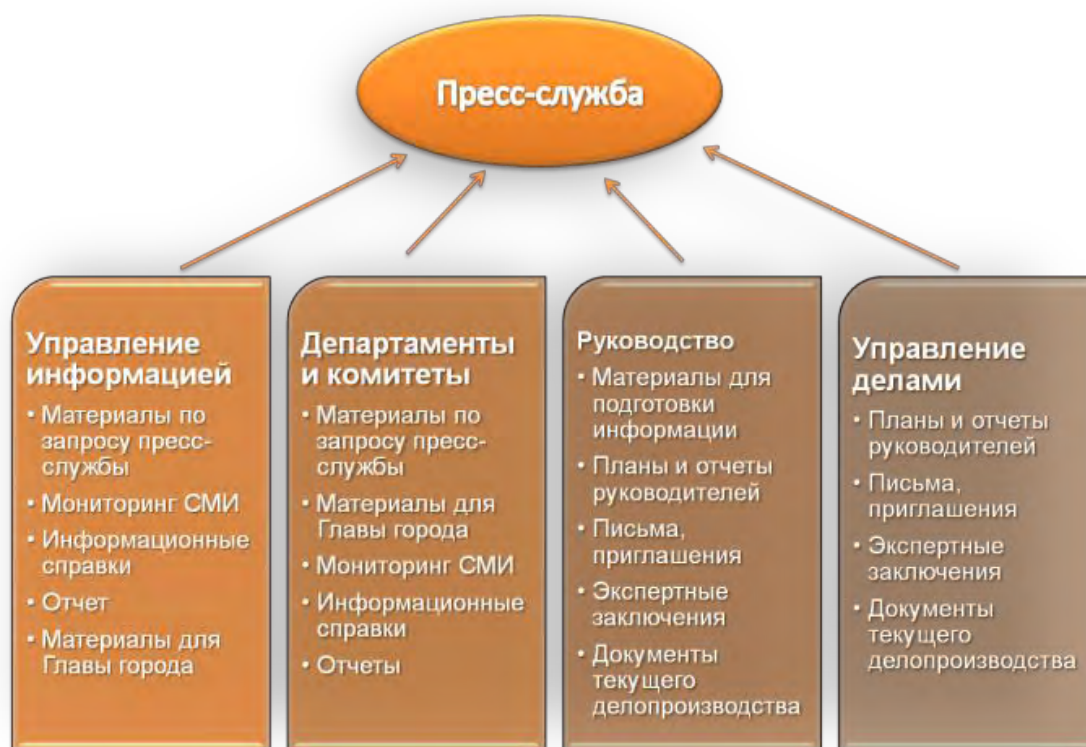 Пресс-служба
Управление
информацией
• Материалы по
запросу пресс-
службы
• Мониторинг СМИ
• Информационные
справки
• Отчет
• Материалы для
Главы города
Департаменты
и комитеты
• Материалы по
запросу пресс-
службы
• Материалы для
Главы города
• Мониторинг СМИ
• Информационные
справки
• Отчеты
Руководство
• Материалы для
подготовки
информации
• Планы и отчеты
руководителей
• Письма,
приглашения
• Экспертные
заключения
• Документы
текущего
делопроизводства
Управление
делами
• Планы и отчеты
руководителей
• Письма,
приглашения
• Экспертные
заключения
• Документы
текущего
делопроизводства